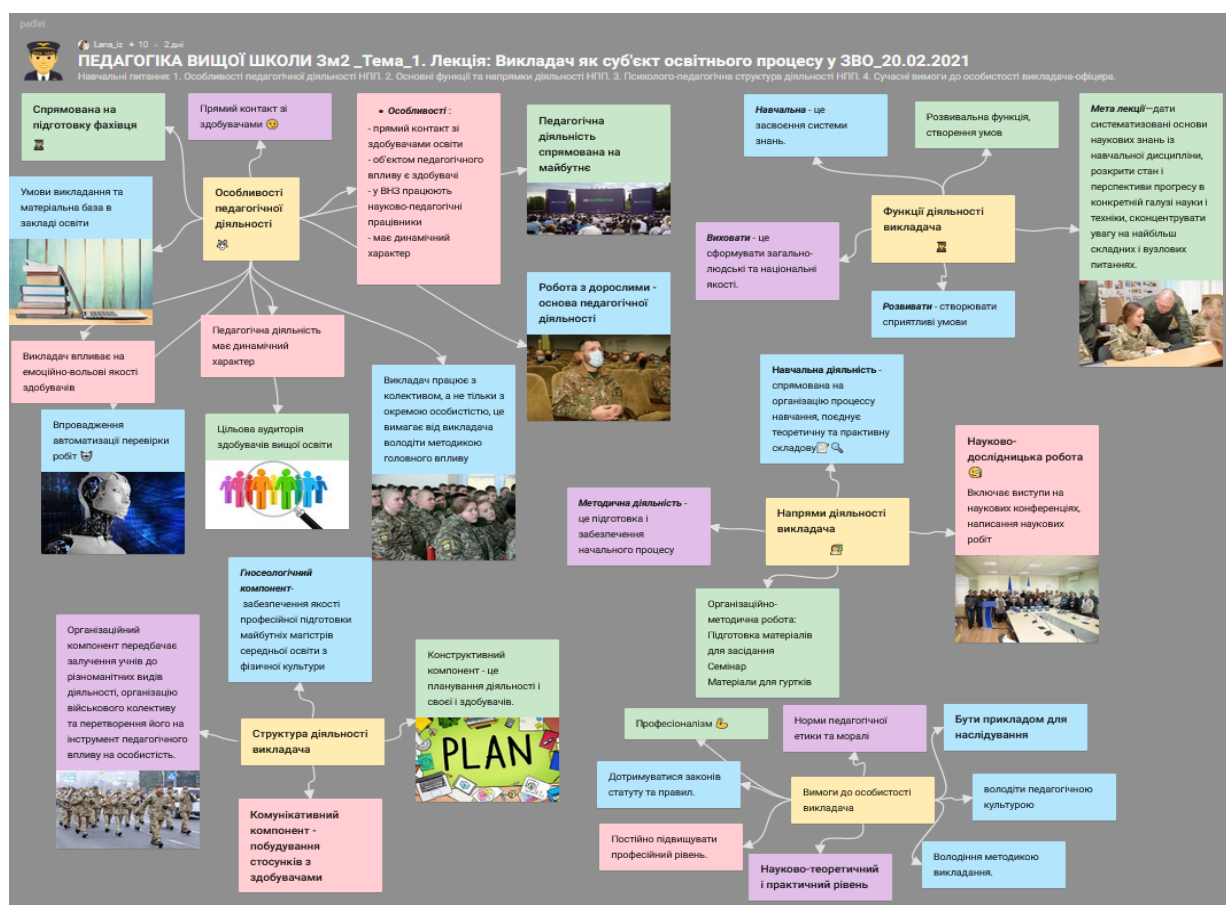 padlet
Lana_iz + 10 • 2 дні
ПЕДАГОГІКА ВИЩОЇ ШКОЛИ Зм2 _Тема_1. Лекція: Викладач як суб'єкт освітнього процесу у ЗВО_20.02.2021
Навчальні питання: 1. Особливості педагогічної діяльності НПП. 2. Основні функції та напрямки діяльності НПП. 3. Психолого-педагогічна структура діяльності НПП. 4. Сучасні вимоги до особистості викладача-офіцера.
Спрямована на
підготовку фахівця
Прямий контакт зі
здобувачами
• Особливості :
- прямий контакт зі
здобувачами освіти
- об'єктом педагогічного
впливу є здобувачі
- у ВНЗ працюють
науково-педагогічні
працівники
- має динамічний
характер
Педагогічна
діяльність
спрямована на
майбутнє
Умови викладання та
матеріальна база в
закладі освіти
Особливості
педагогічної
діяльності
Робота з дорослими -
основа педагогічної
діяльності
Викладач впливає на
емоційно-вольові якості
здобувачів
Педагогічна діяльність
має динамічний
характер
Впровадження
автоматизації перевірки
робіт
Цільова аудиторія
здобувачів вищої освіти
Викладач працює з
колективом, а не тільки з
окремою особистістю, це
вимагає від викладача
володіти методикою
головного впливу
Навчальна - це
засвоєння системи
знань.
Розвивальна функція,
створення умов
Мета лекції—дати
систематизовані основи
наукових знань із
навчальної дисципліни,
розкрити стан і
перспективи прогресу в
конкретній галузі науки і
техніки, сконцентрувати
увагу на найбільш
складних і вузлових
питаннях.
Функції діяльності
викладача
Виховати - це
сформувати загально-
людські та національні
якості.
Розвивати - створювати
сприятливі умови
Навчальна діяльність -
спрямована на
організацію процессу
навчання, поєднує
теоретичну та практивну
складову
Науково-
дослідницька робота
Включає виступи на
наукових конференціях,
написання наукових
робіт
Методична діяльність -
це підготовка і
забезпечення
начального процесу
Напрями діяльності
викладача
Організаційно-
методична робота:
Підготовка матеріалів
для засідання
Семінар
Матеріали для гуртків
Гносеологічний
компонент-
забезпечення якості
професійної підготовки
майбутніх магістрів
середньої освіти з
фізичної культури
Організаційний
компонент передбачає
залучення учнів до
різноманітних видів
діяльності, організацію
військового колективу
та перетворення його на
інструмент педагогічного
впливу на особистість.
Конструктивний
компонент - це
планування діяльності і
своєї і здобувачів.
PLAN
Структура діяльності
викладача
Комунікативний
компонент -
побудування
стосунків з
здобувачами
Професіоналізм
Норми педагогічної
етики та моралі
Бути прикладом для
наслідування
Дотримуватися законів
статуту та правил.
Вимоги до особистості
викладача
володіти педагогічною
культурою
Постійно підвищувати
професійний рівень.
Науково-теоретичний
і практичний рівень
Володіння методикою
викладання.